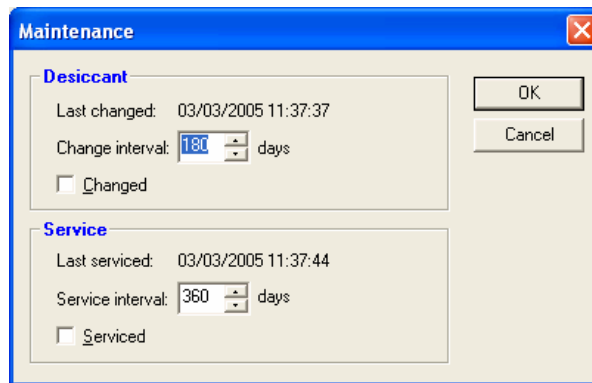 Maintenance
Desiccant
Last changed: 03/03/2005 11:37:37
Change interval: 180 days
Changed
OK
Cancel
Service
Last serviced: 03/03/2005 11:37:44
Service interval: 360 days
Serviced